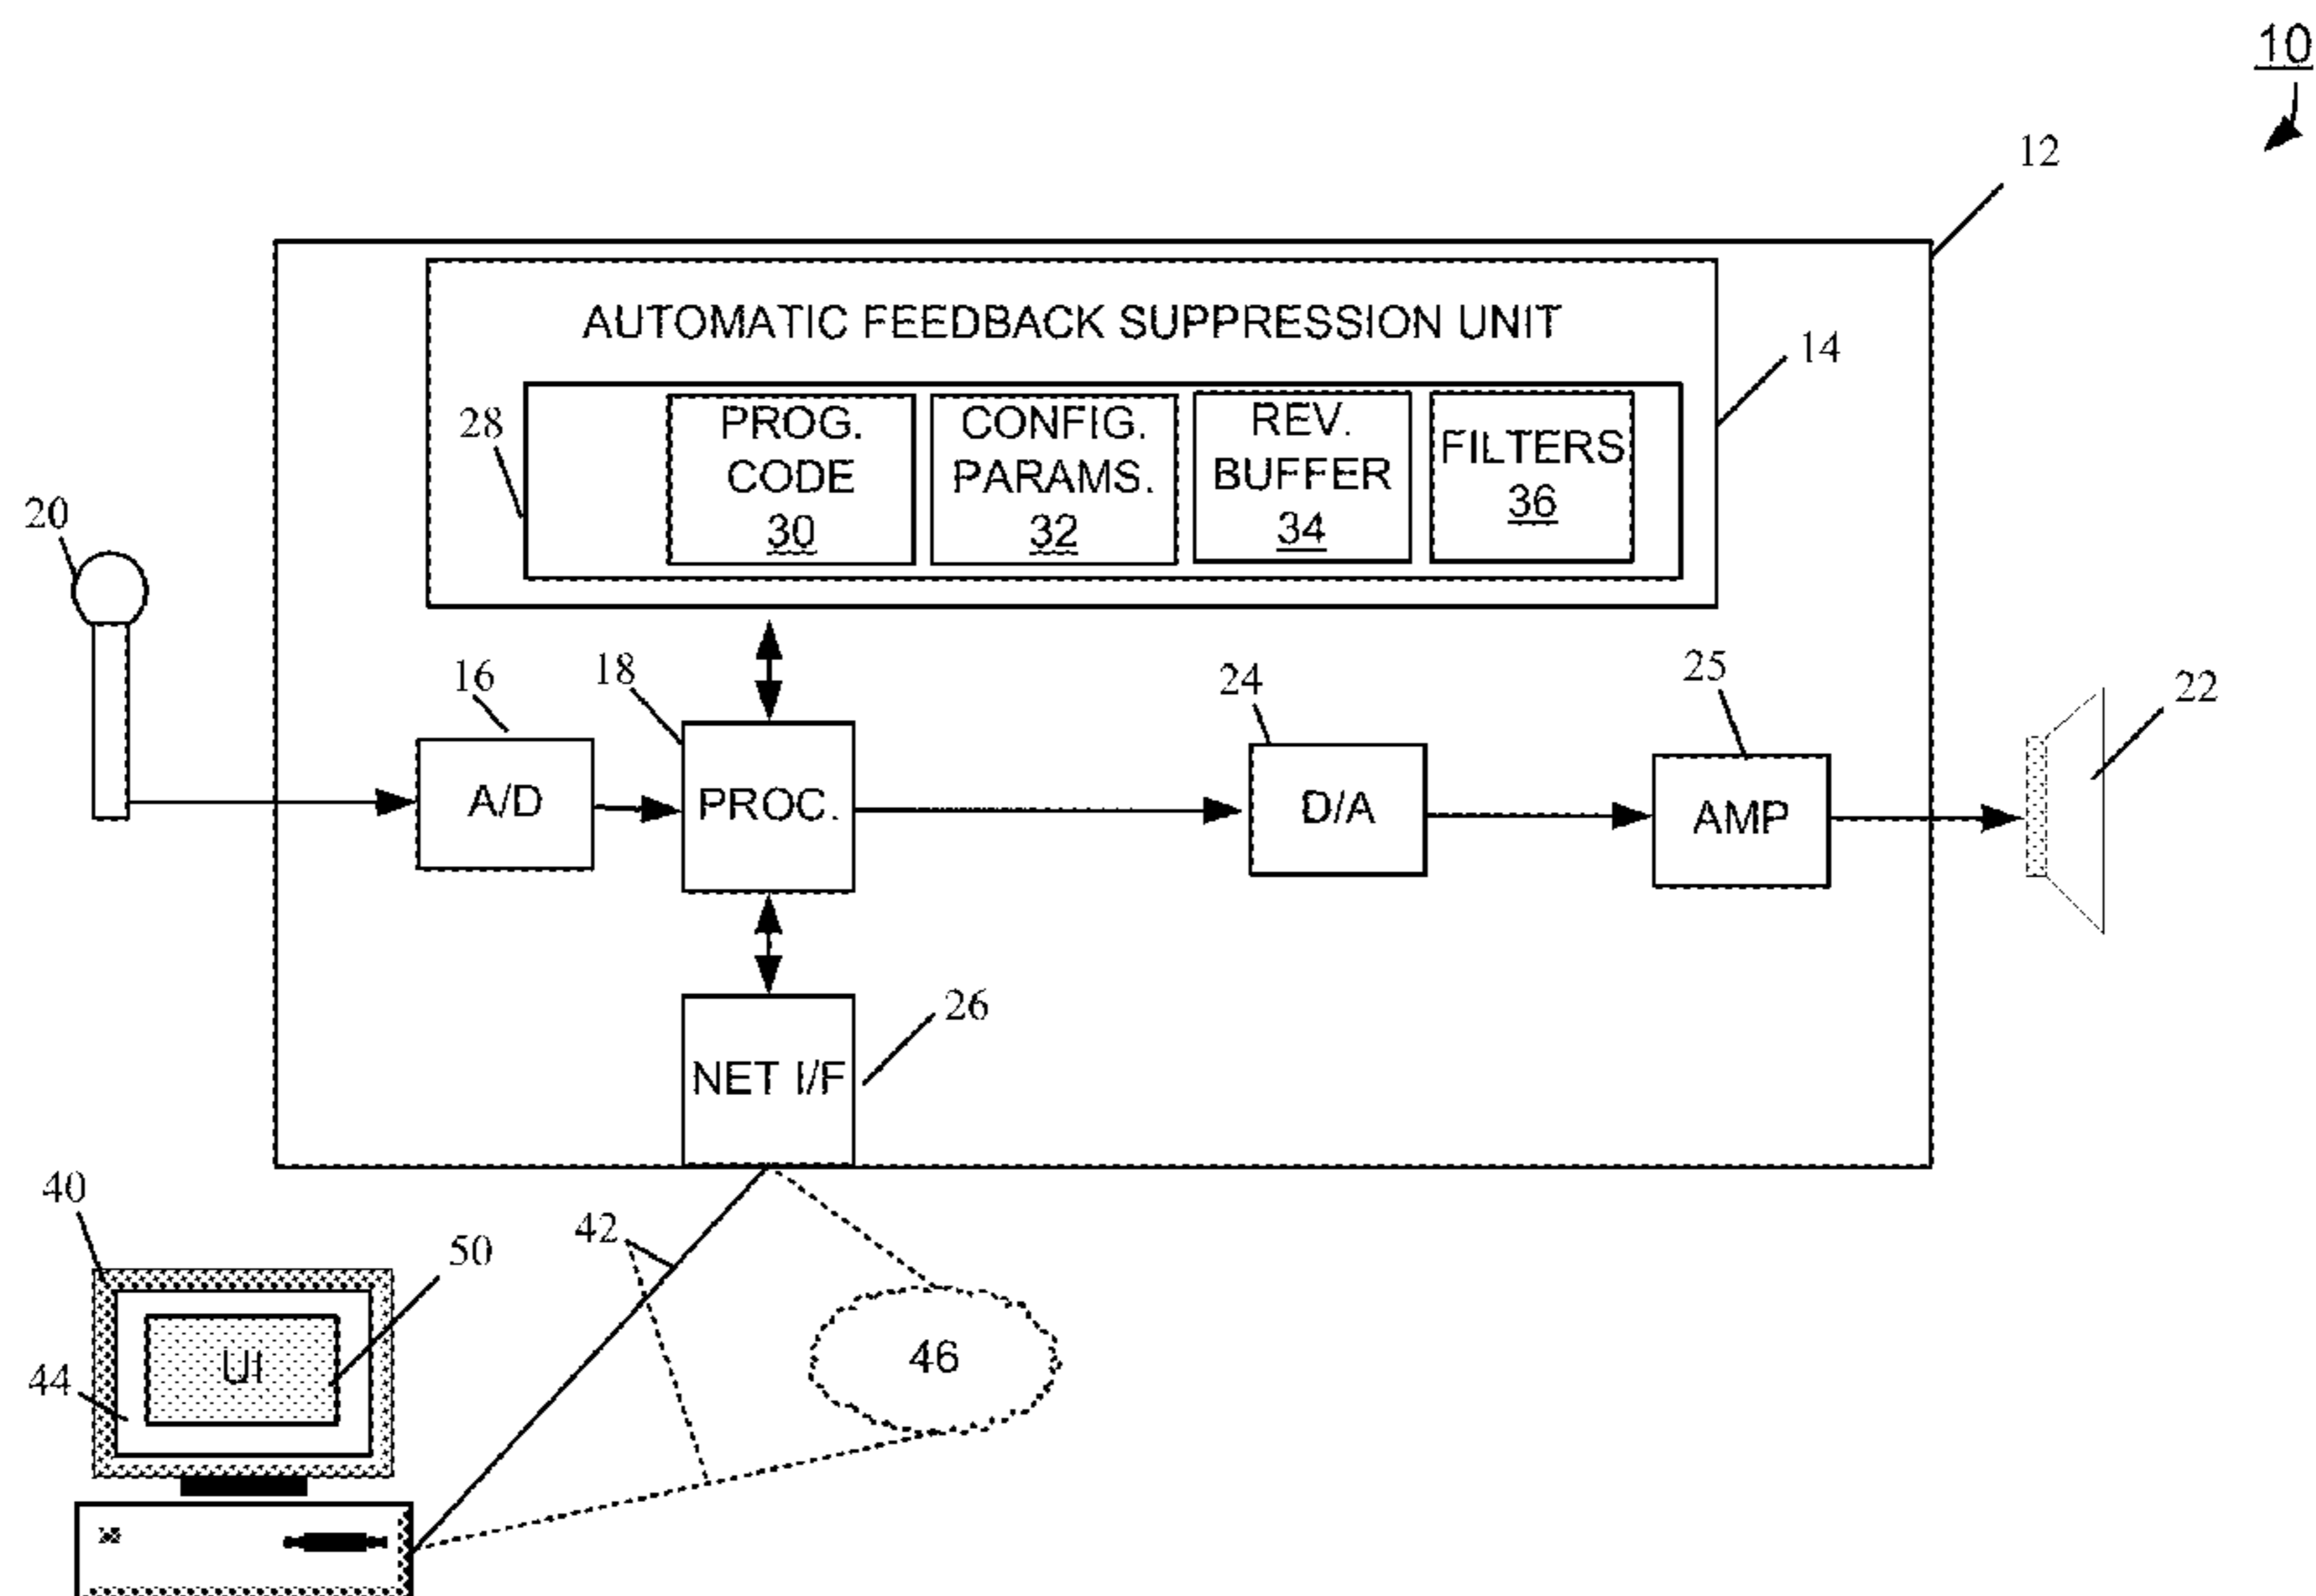 10
12
AUTOMATIC FEEDBACK SUPPRESSION UNIT
14
28
PROG.
CODE
30
CONFIG.
PARAMS.
32
REV.
BUFFER
34
FILTERS
36
20
16
18
24
25
22
A/D
PROC.
D/A
AMP
NET I/F
26
40
42
50
UI
44
46